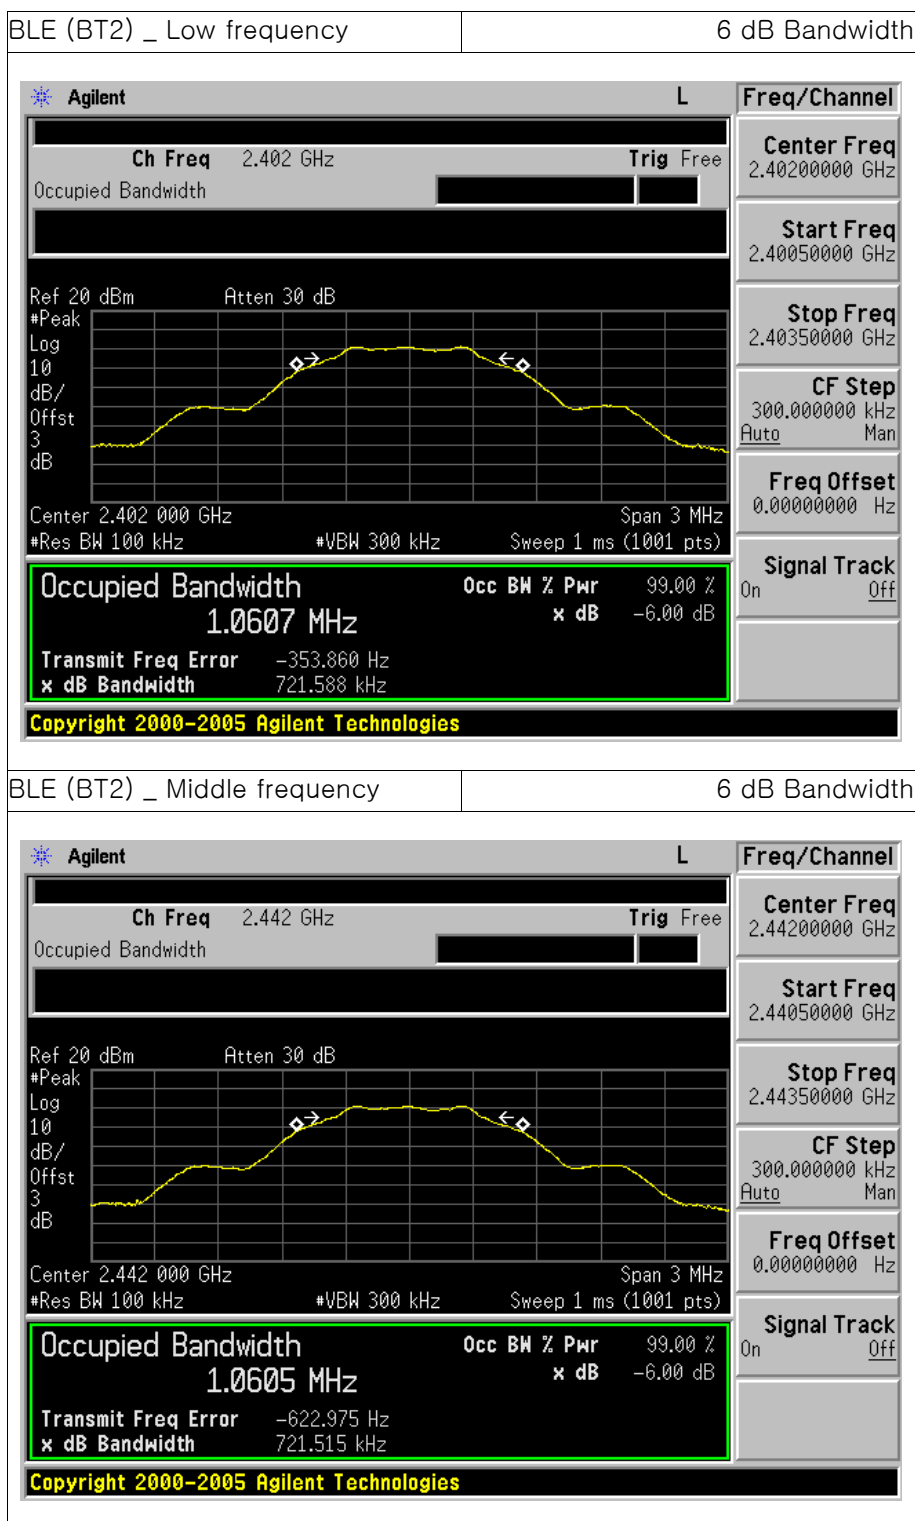 BLE (BT2) _ Low frequency 6 dB Bandwidth
Agilent L Freq/Channel
Ch Freq 2.402 GHz Trig Free
Occupied Bandwidth
Center Freq
2.40200000 GHz
Start Freq
2.40050000 GHz
Stop Freq
2.40350000 GHz
CF Step
300.000000 kHz
Auto Man
Freq Offset
0.00000000 Hz
Signal Track
On Off
Ref 20 dBm Atten 30 dB
#Peak
Log
10
dB/
Offst
3
dB
Center 2.402 000 GHz Span 3 MHz
#Res BW 100 kHz #VBW 300 kHz Sweep 1 ms (1001 pts)
Occupied Bandwidth Occ BW % Pwr 99.00 %
1.0607 MHz x dB -6.00 dB
Transmit Freq Error -353.860 Hz
x dB Bandwidth 721.588 kHz
Copyright 2000-2005 Agilent Technologies
BLE (BT2) _ Middle frequency 6 dB Bandwidth
Agilent L Freq/Channel
Ch Freq 2.442 GHz Trig Free
Occupied Bandwidth
Center Freq
2.44200000 GHz
Start Freq
2.44050000 GHz
Stop Freq
2.44350000 GHz
CF Step
300.000000 kHz
Auto Man
Freq Offset
0.00000000 Hz
Signal Track
On Off
Ref 20 dBm Atten 30 dB
#Peak
Log
10
dB/
Offst
3
dB
Center 2.442 000 GHz Span 3 MHz
#Res BW 100 kHz #VBW 300 kHz Sweep 1 ms (1001 pts)
Occupied Bandwidth Occ BW % Pwr 99.00 %
1.0605 MHz x dB -6.00 dB
Transmit Freq Error -622.975 Hz
x dB Bandwidth 721.515 kHz
Copyright 2000-2005 Agilent Technologies